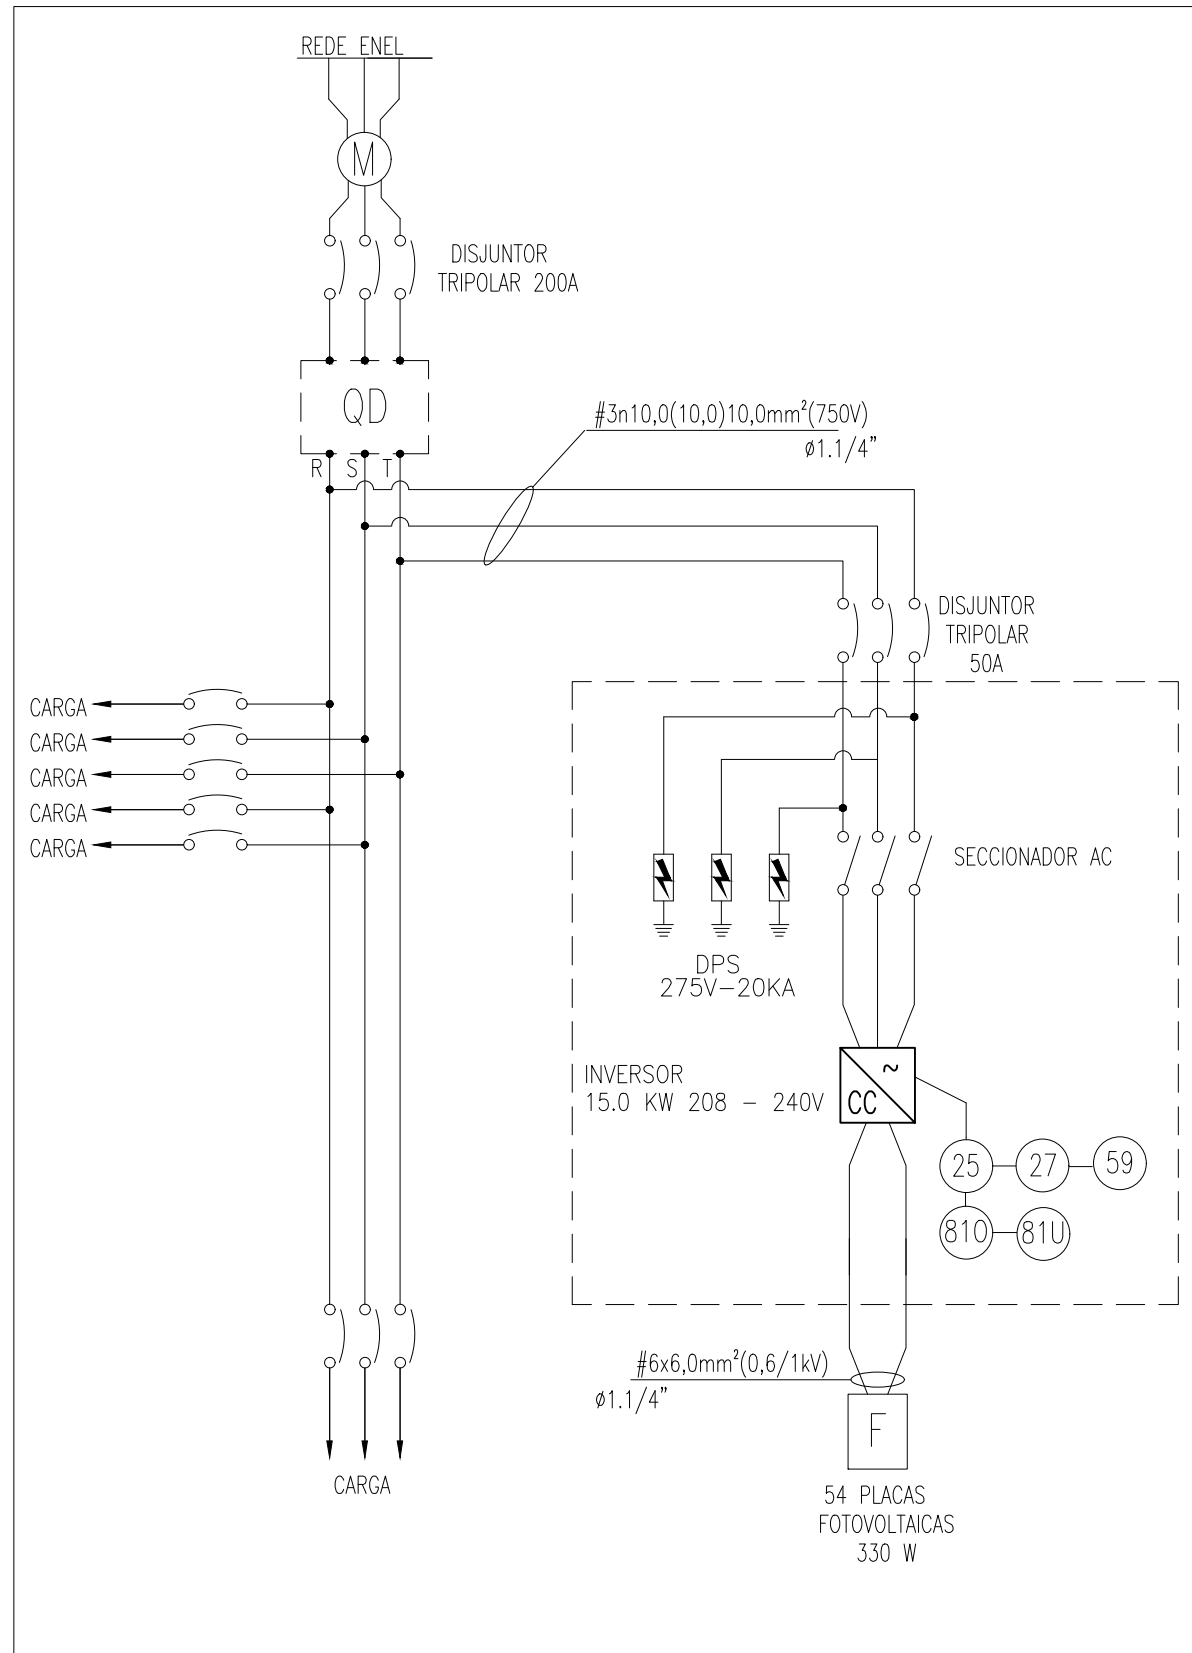 REDE ENEL
M
DISJUNTOR
TRIPOLAR 200A
QD
#3n10,0(10,0)10,0mm²(750V)
ø1.1/4"
R S T
DISJUNTOR
TRIPOLAR
50A
CARGA
CARGA
CARGA
CARGA
CARGA
SECCIONADOR AC
DPS
275V-20KA
INVERSOR
15.0 KW 208 - 240V
~
CC
25 27 59
81O 81U
#6x6,0mm²(0,6/1kV)
ø1.1/4"
F
CARGA
54 PLACAS
FOTOVOLTAICAS
330 W